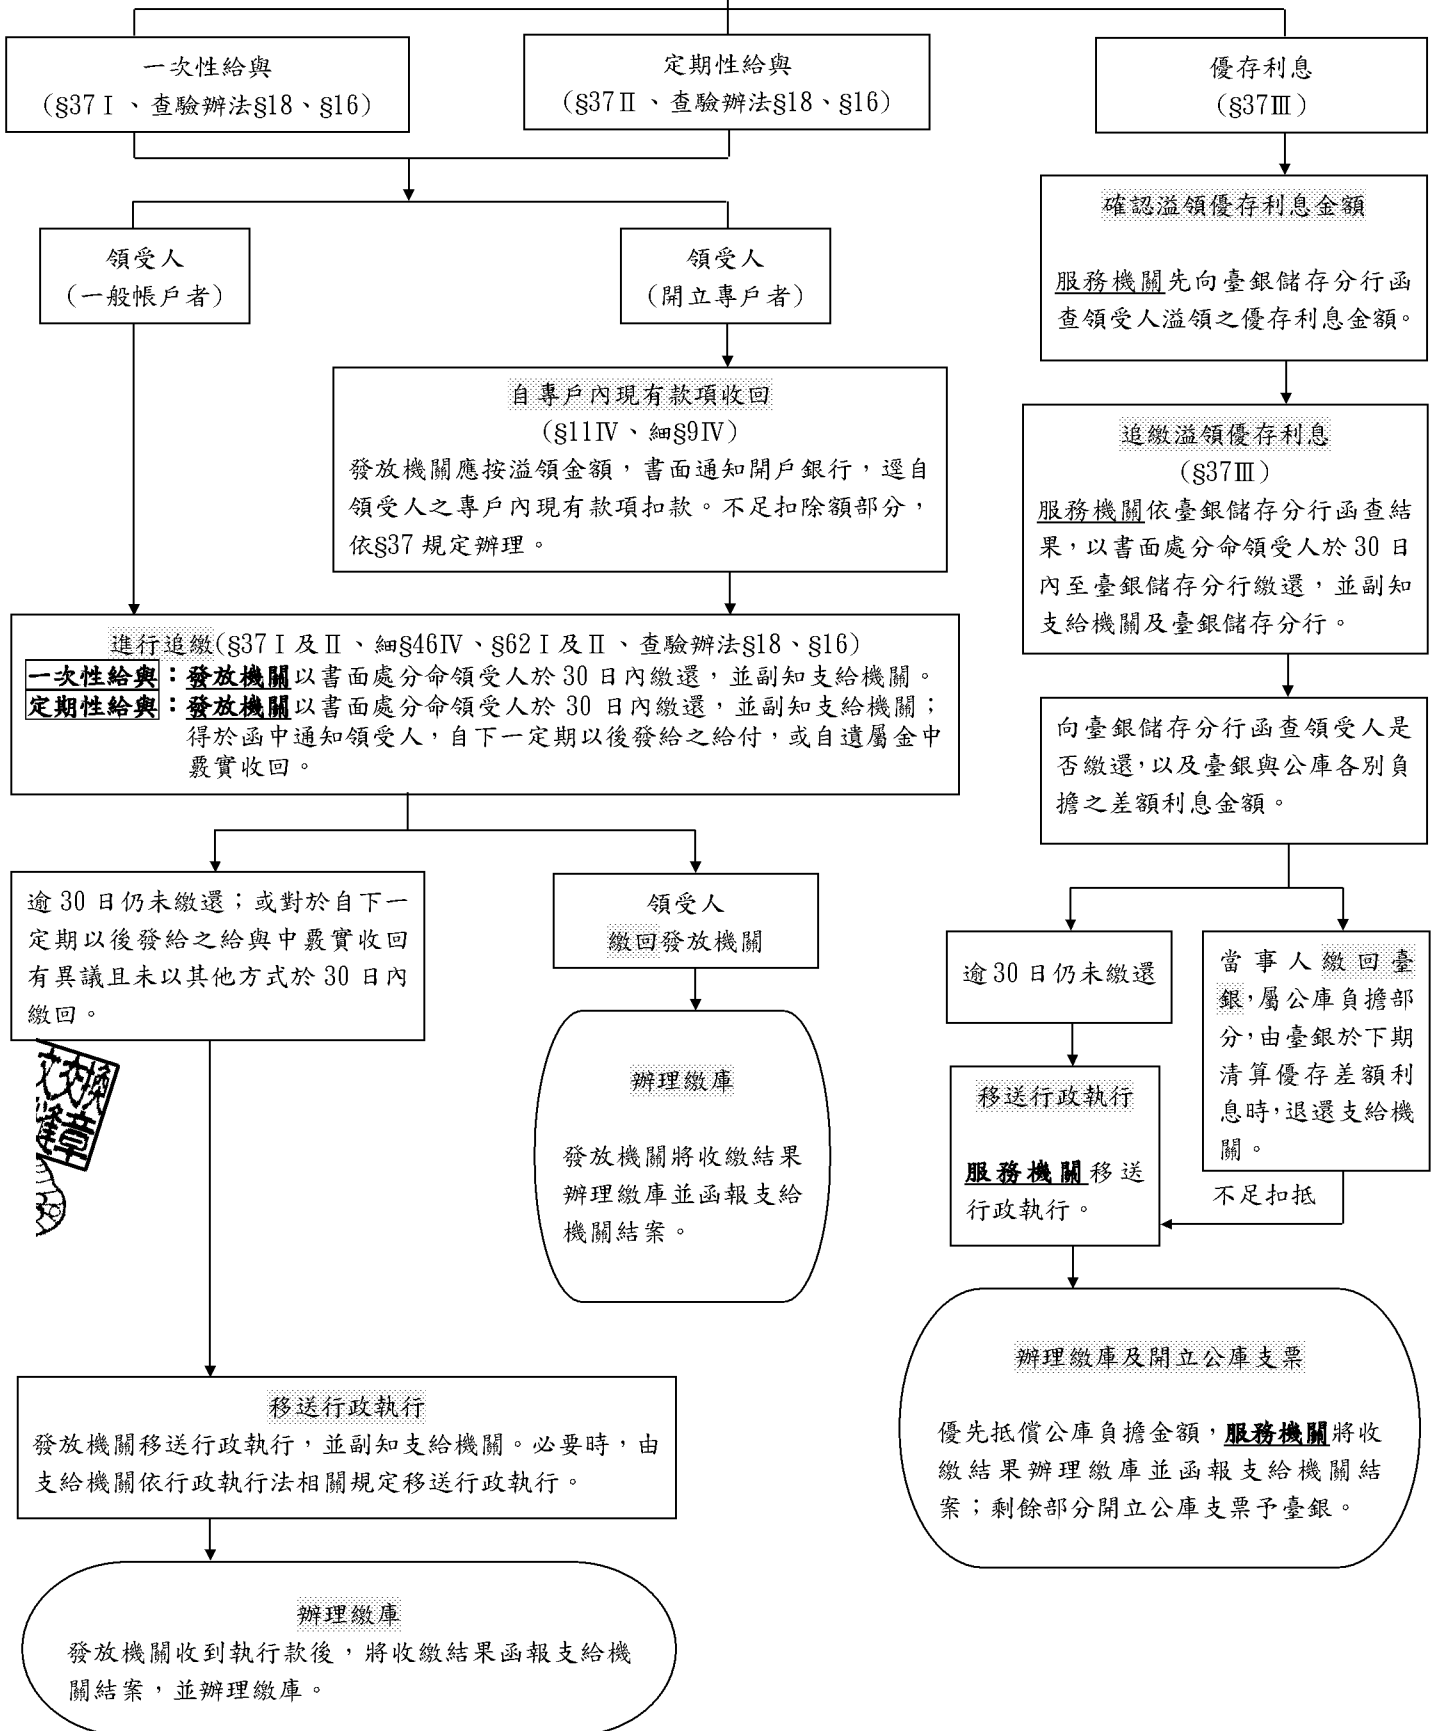 一次性給與
(§37Ⅰ、查驗辦法§18、§16)
定期性給與
(§37Ⅱ、查驗辦法§18、§16)
優存利息
(§37Ⅲ)
領受人
(一般帳戶者)
領受人
(開立專戶者)
自專戶內現有款項收回
(§11Ⅳ、細§9Ⅳ)
發放機關應按溢領金額，書面通知開戶銀行，逕自
領受人之專戶內現有款項扣款。不足扣除額部分，
依§37 規定辦理。
進行追繳(§37Ⅰ及Ⅱ、細§46Ⅳ、§62Ⅰ及Ⅱ、查驗辦法§18、§16)
一次性給與：發放機關以書面處分命領受人於 30 日內繳還，並副知支給機關。
定期性給與：發放機關以書面處分命領受人於 30 日內繳還，並副知支給機關；
得於函中通知領受人，自下一定期以後發給之給付，或自遺屬金中
覈實收回。
逾 30 日仍未繳還；或對於自下一
定期以後發給之給與中覈實收回
有異議且未以其他方式於 30 日內
繳回。
領受人
繳回發放機關
辦理繳庫
發放機關將收繳結果
辦理繳庫並函報支給
機關結案。
移送行政執行
發放機關移送行政執行，並副知支給機關。必要時，由
支給機關依行政執行法相關規定移送行政執行。
辦理繳庫
發放機關收到執行款後，將收繳結果函報支給機
關結案，並辦理繳庫。
確認溢領優存利息金額
服務機關先向臺銀儲存分行函
查領受人溢領之優存利息金額。
追繳溢領優存利息
(§37Ⅲ)
服務機關依臺銀儲存分行函查結
果，以書面處分命領受人於 30 日
內至臺銀儲存分行繳還，並副知
支給機關及臺銀儲存分行。
向臺銀儲存分行函查領受人是
否繳還，以及臺銀與公庫各別負
擔之差額利息金額。
逾 30 日仍未繳還
移送行政執行
服務機關移送
行政執行。
當事人繳回臺
銀，屬公庫負擔部
分，由臺銀於下期
清算優存差額利
息時，退還支給機
關。
不足扣抵
辦理繳庫及開立公庫支票
優先抵償公庫負擔金額，服務機關將收
繳結果辦理繳庫並函報支給機關結
案；剩餘部分開立公庫支票予臺銀。
文交換
縫章